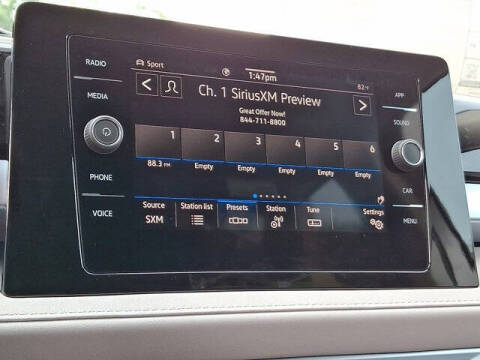 RADIO
MEDIA
PHONE
VOICE
Sport
1:47pm
82°F
Ch. 1 SiriusXM Preview
Great Offer Now!
844-711-8800
1 2 3 4 5 6
88.3 FM Empty Empty Empty Empty Empty
Source Station list Presets Station Tune Settings
SXM
APP
SOUND
CAR
MENU